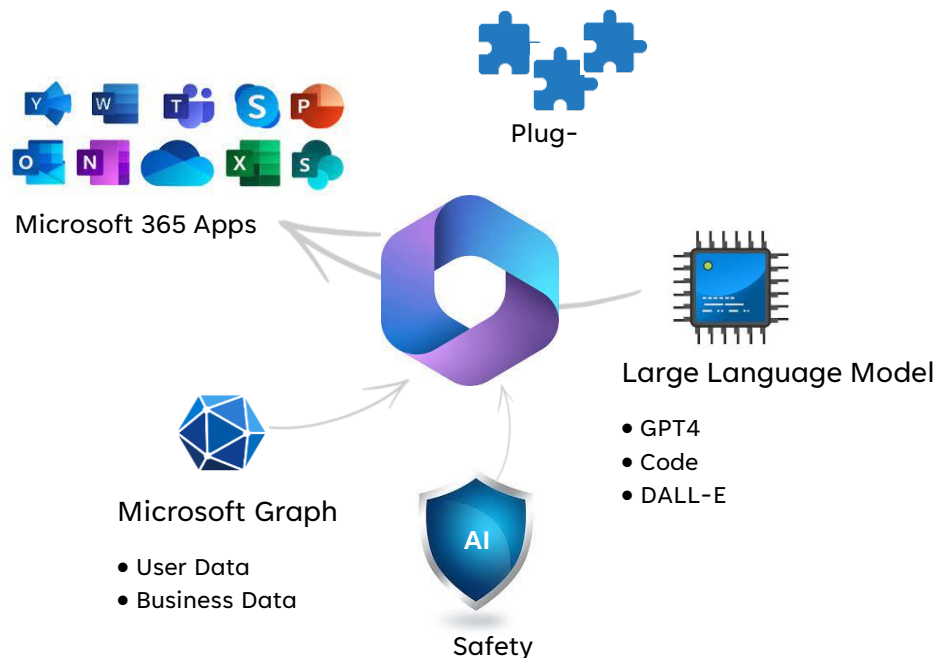 Plug-
Y W T S P
O N X S
Microsoft 365 Apps
Large Language Model
• GPT4
• Code
• DALL-E
Microsoft Graph
• User Data
• Business Data
AI
Safety